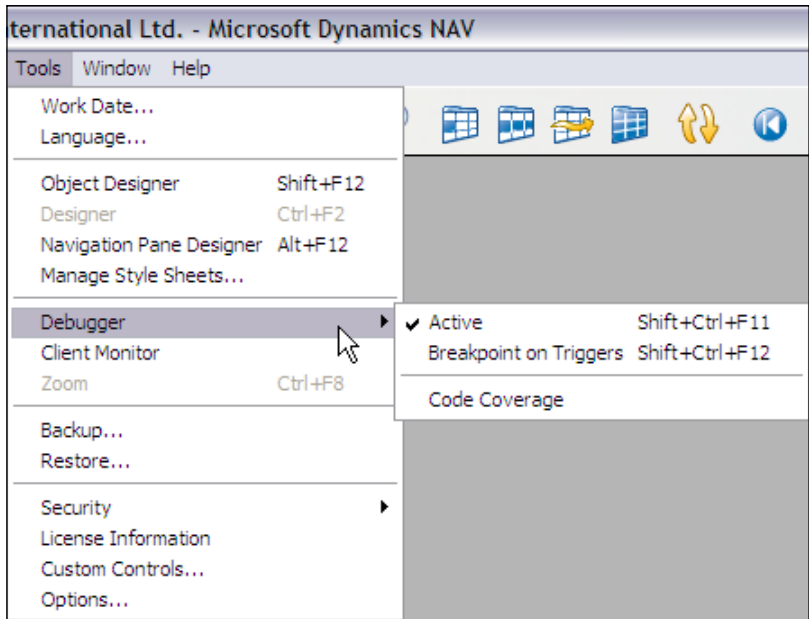 ternational Ltd. - Microsoft Dynamics NAV
Tools Window Help
Work Date...
Language...
Object Designer Shift+F12
Designer Ctrl+F2
Navigation Pane Designer Alt+F12
Manage Style Sheets...
Debugger
Active Shift+Ctrl+F11
Client Monitor
Breakpoint on Triggers Shift+Ctrl+F12
Zoom Ctrl+F8
Code Coverage
Backup...
Restore...
Security
License Information
Custom Controls...
Options...